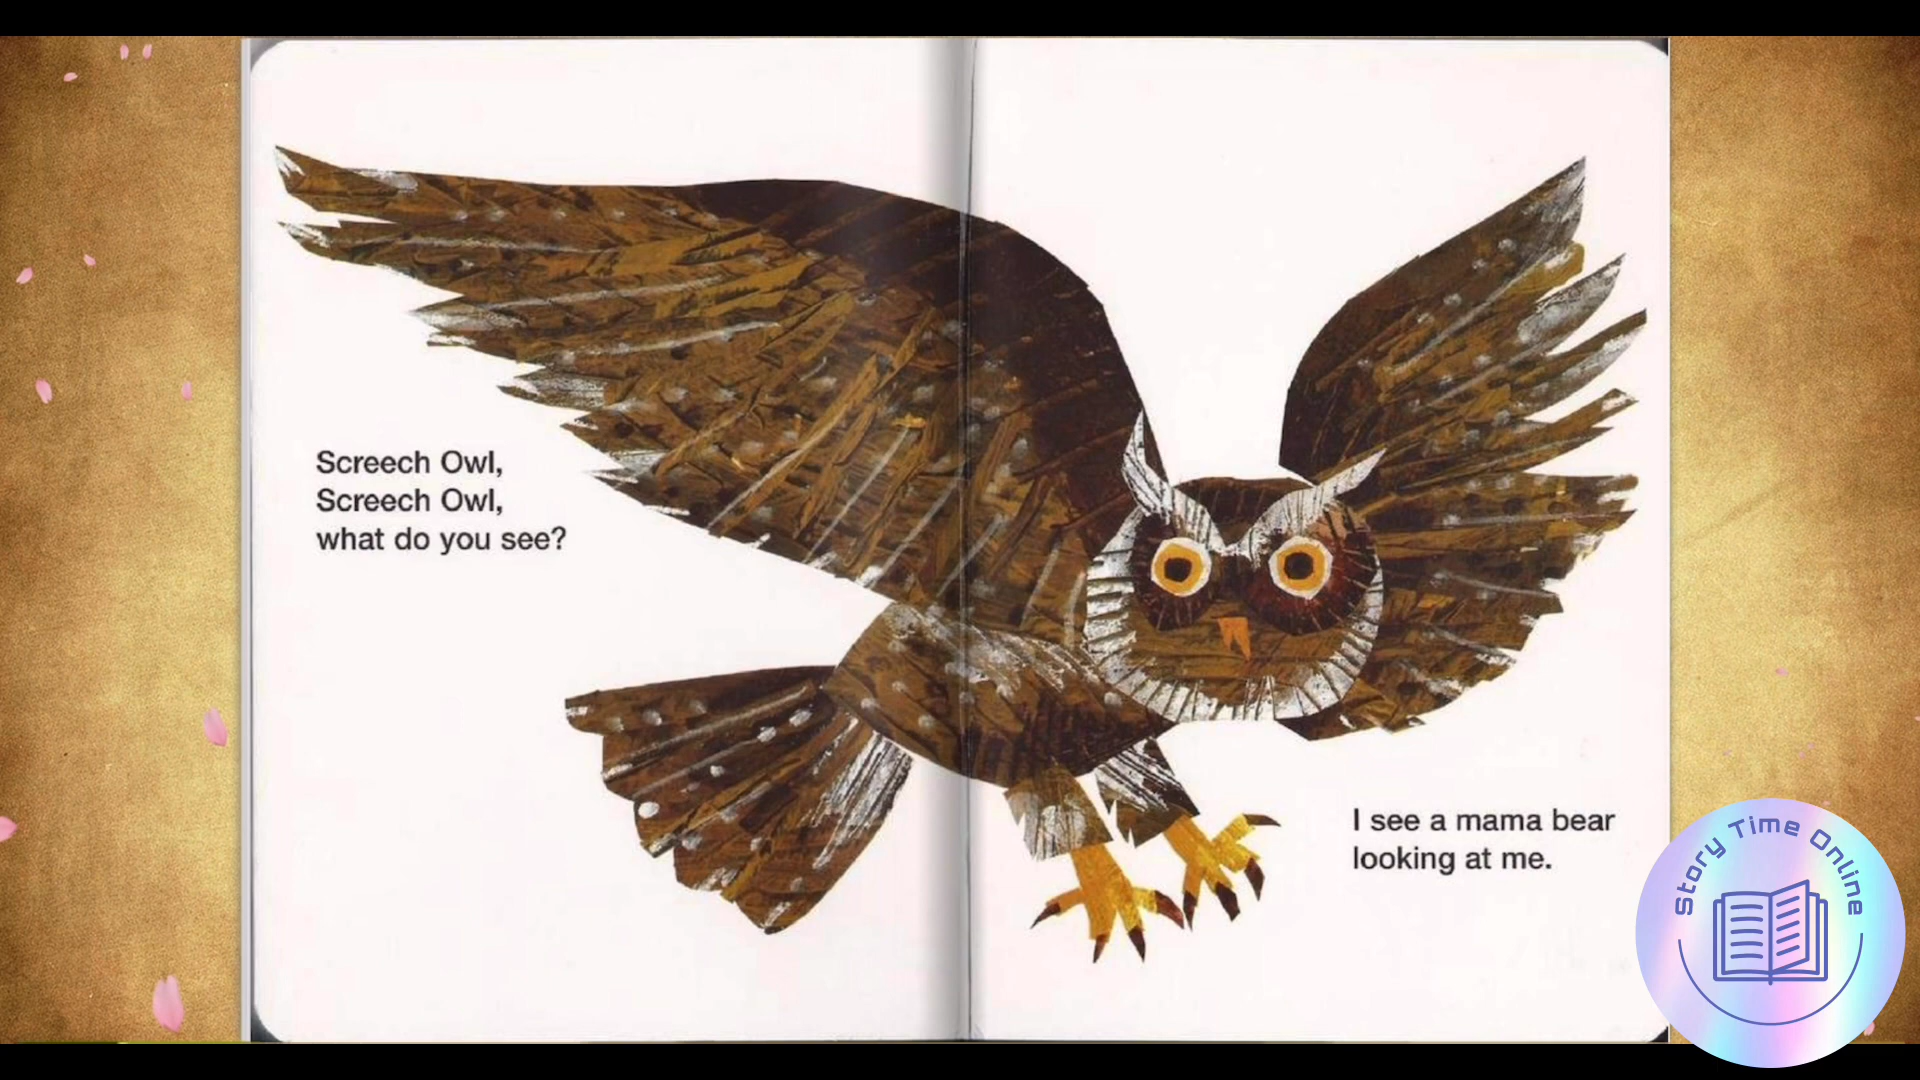 Screech Owl,
Screech Owl,
what do you see?
I see a mama bear
looking at me.
Story Time Online